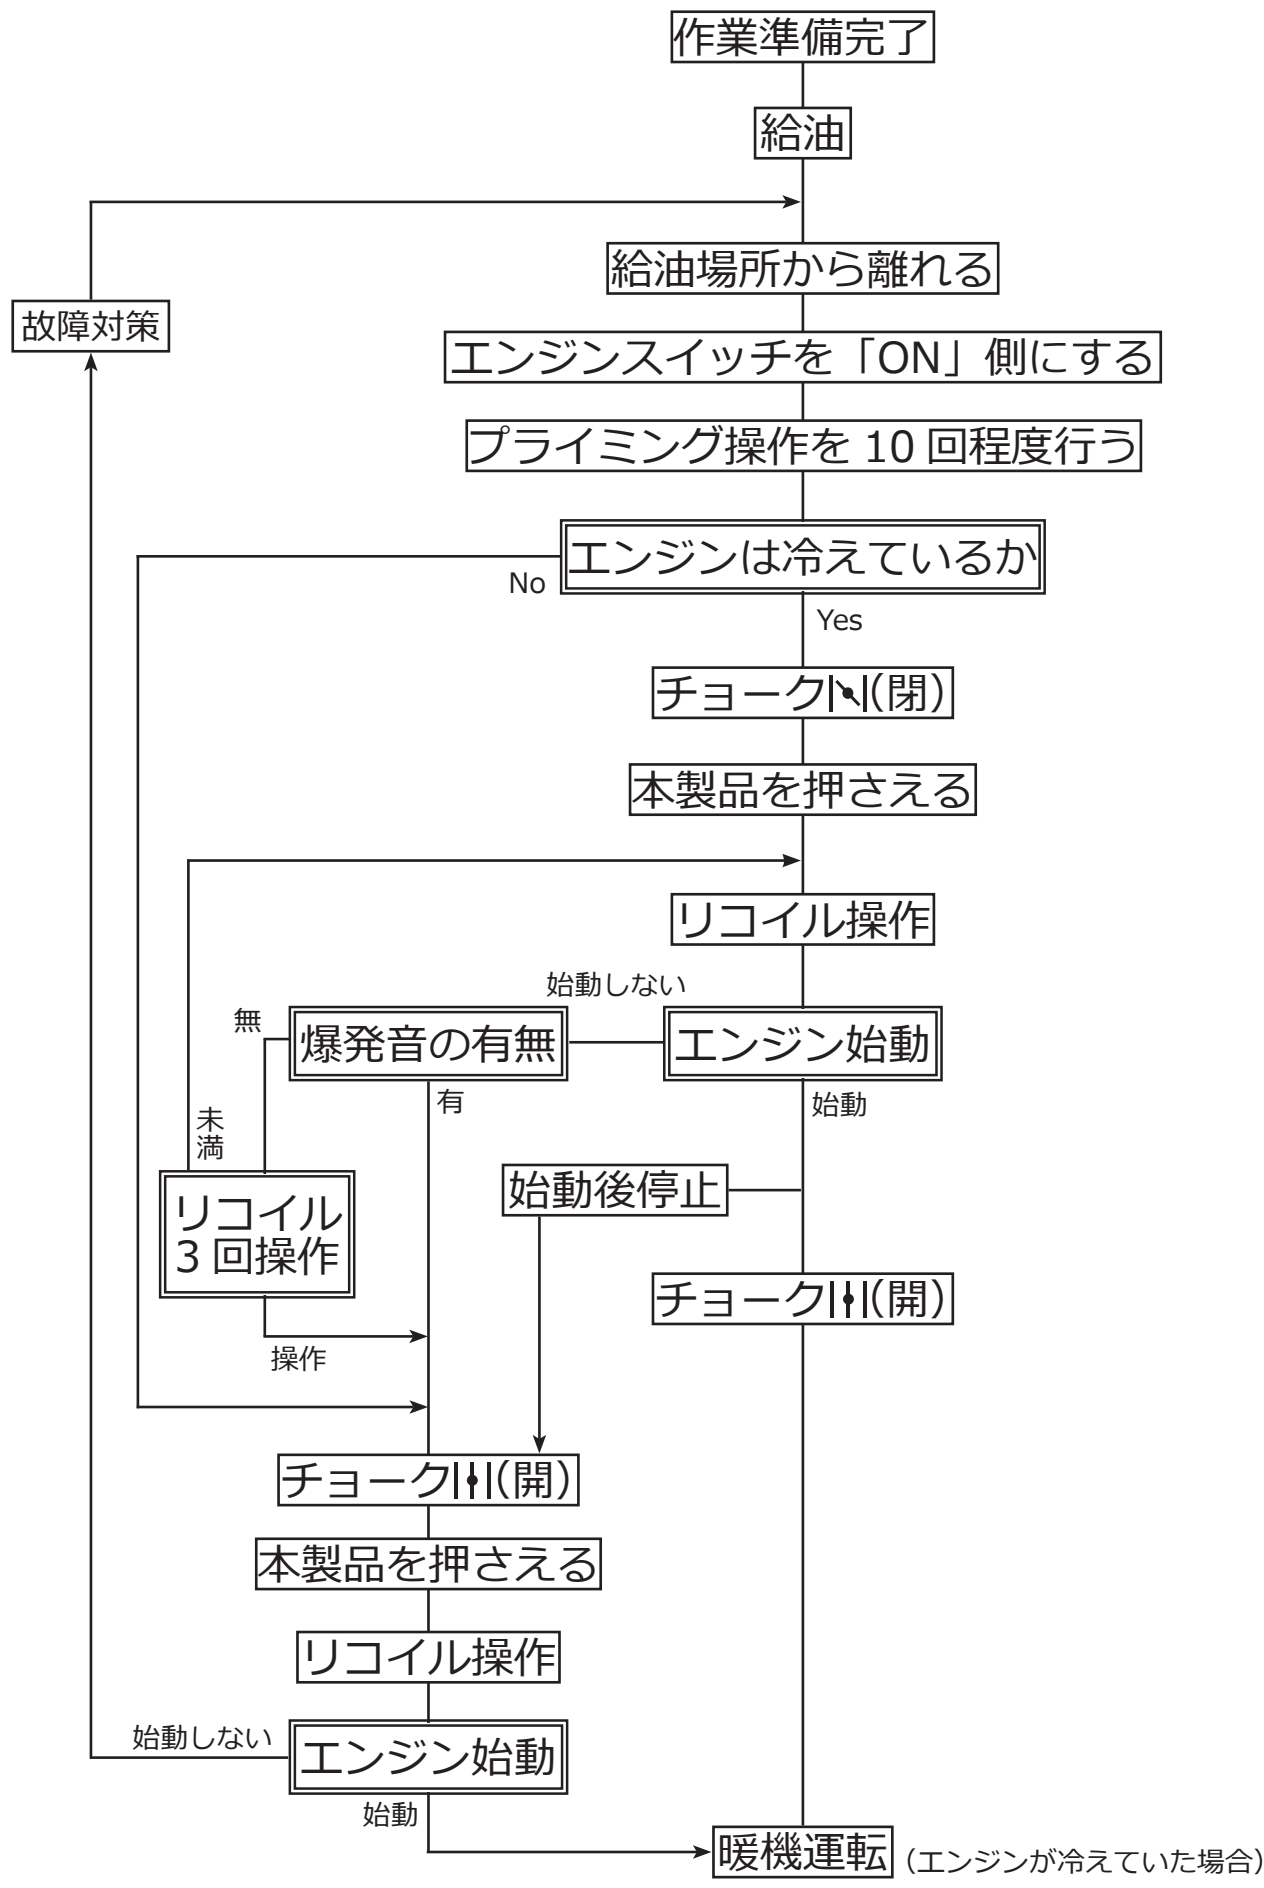 作業準備完了
給油
給油場所から離れる
故障対策
エンジンスイッチを「ON」側にする
プライミング操作を 10 回程度行う
エンジンは冷えているか
No
Yes
チョーク(閉)
本製品を押さえる
リコイル操作
始動しない
無
爆発音の有無
エンジン始動
有
始動
未
満
始動後停止
リコイル
3 回操作
チョーク(開)
操作
チョーク(開)
本製品を押さえる
リコイル操作
始動しない
エンジン始動
始動
暖機運転
(エンジンが冷えていた場合)